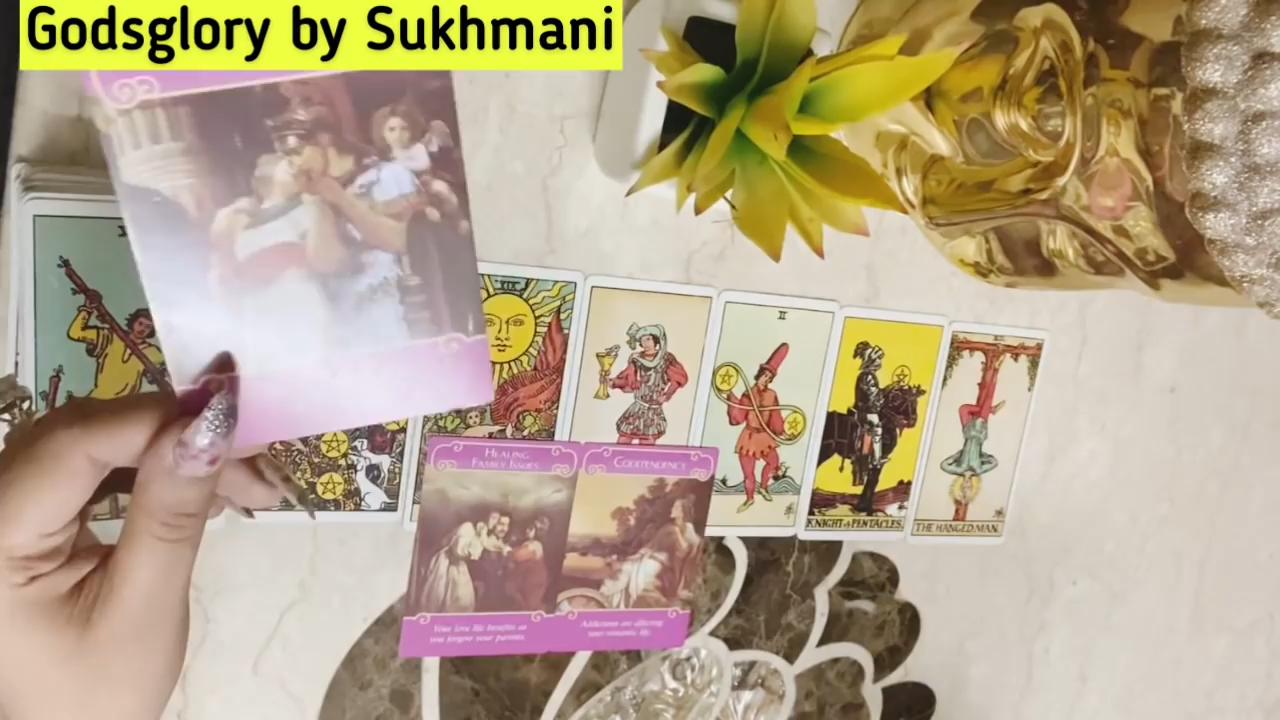 Godsglory by Sukhmani
II
KNIGHT of PENTACLES.
THE HANGED MAN.
HEALING
FAMILY ISSUES
CODEPENDENCY
Your love life benefits as
you forgive your parents.
Addictions are affecting
your romantic life.